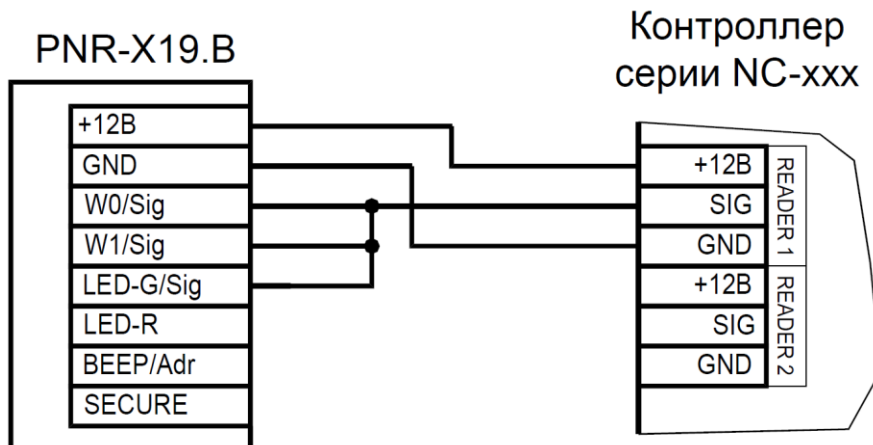 PNR-X19.B
+12В
GND
W0/Sig
W1/Sig
LED-G/Sig
LED-R
BEEP/Adr
SECURE
Контроллер
серии NC-xxx
+12В
SIG
GND
READER 1
+12В
SIG
GND
READER 2